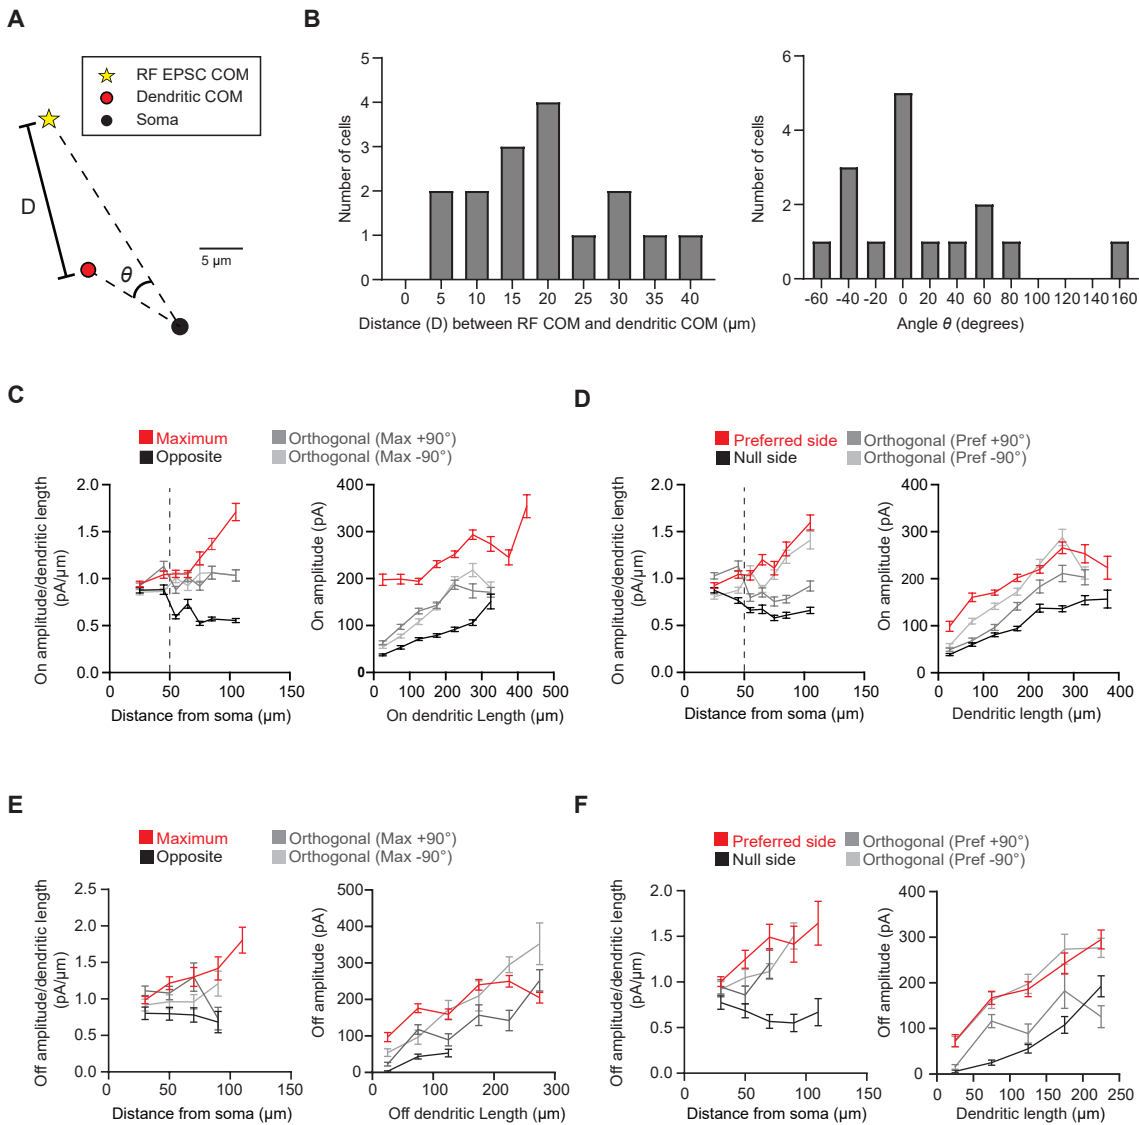 A
RF EPSC COM
Dendritic COM
Soma
D
θ
5 µm
B
Number of cells
5
4
3
2
1
0
0 5 10 15 20 25 30 35 40
Distance (D) between RF COM and dendritic COM (µm)
Number of cells
6
4
2
0
-60 -40 -20 0 20 40 60 80 100 120 140 160
Angle θ (degrees)
C
Maximum
Opposite
Orthogonal (Max +90°)
Orthogonal (Max -90°)
On amplitude/dendritic length
(pA/µm)
2.0
1.5
1.0
0.5
0.0
0 50 100 150
Distance from soma (µm)
On amplitude (pA)
400
300
200
100
0
0 100 200 300 400 500
On dendritic Length (µm)
D
Preferred side
Null side
Orthogonal (Pref +90°)
Orthogonal (Pref -90°)
On amplitude/dendritic length
(pA/µm)
2.0
1.5
1.0
0.5
0.0
0 50 100 150
Distance from soma (µm)
On amplitude (pA)
400
300
200
100
0
0 100 200 300 400
Dendritic length (µm)
E
Maximum
Opposite
Orthogonal (Max +90°)
Orthogonal (Max -90°)
Off amplitude/dendritic length
(pA/µm)
2.5
2.0
1.5
1.0
0.5
0.0
0 50 100 150
Distance from soma (µm)
Off amplitude (pA)
500
400
300
200
100
0
0 100 200 300
Off dendritic Length (µm)
F
Preferred side
Null side
Orthogonal (Pref +90°)
Orthogonal (Pref -90°)
Off amplitude/dendritic length
(pA/µm)
2.0
1.5
1.0
0.5
0.0
0 50 100 150
Distance from soma (µm)
Off amplitude (pA)
400
300
200
100
0
0 50 100 150 200 250
Dendritic length (µm)